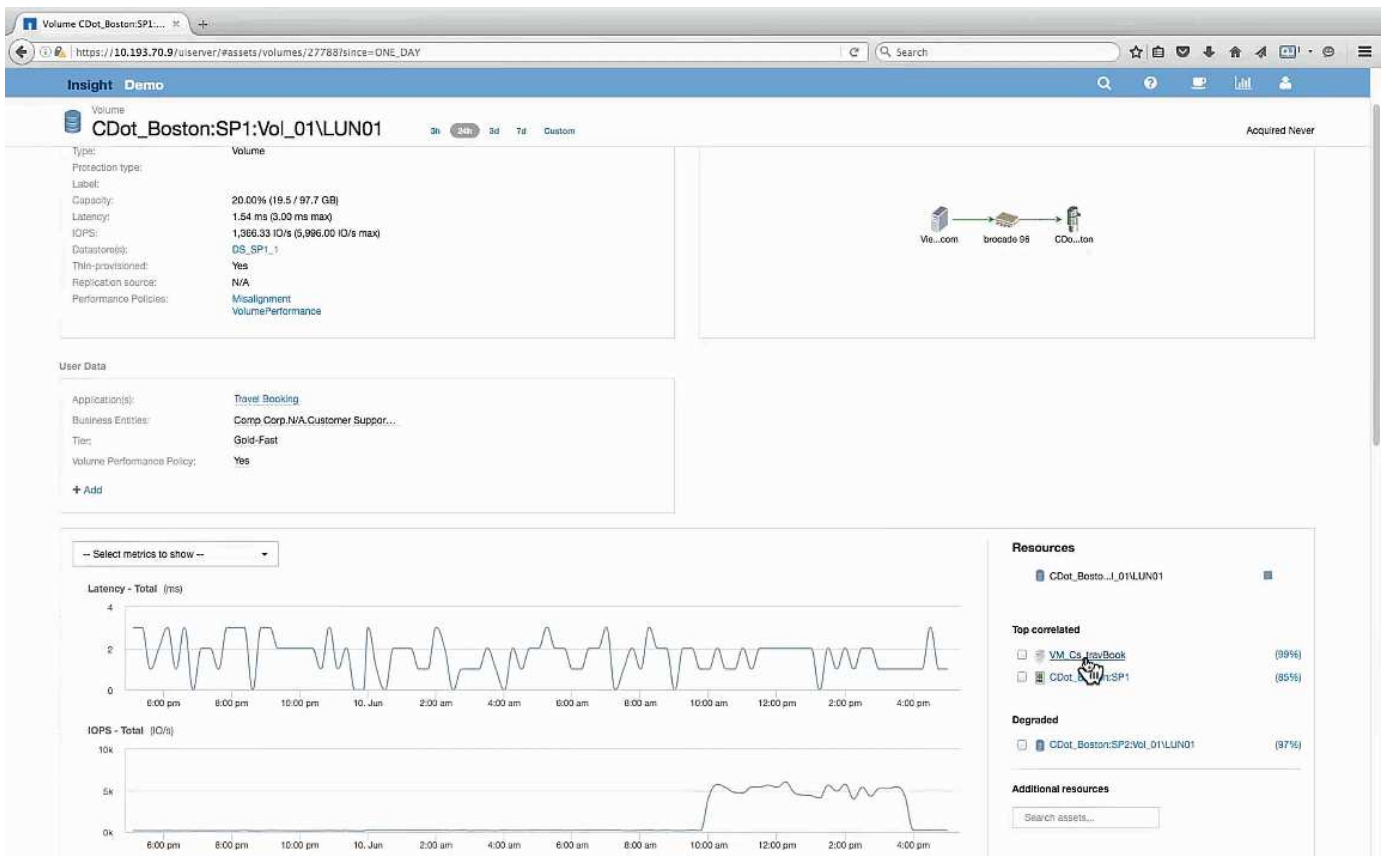 Volume CDot_Boston:SP1:... × +
https://10.193.70.9/uiserver/#assets/volumes/27788?since=ONE_DAY
Search
Insight Demo
Volume
CDot_Boston:SP1:Vol_01\LUN01
3h 24h 3d 7d Custom
Acquired Never
Type: Volume
Protection type:
Label:
Capacity: 20.00% (19.5 / 97.7 GB)
Latency: 1.54 ms (3.00 ms max)
IOPS: 1,366.33 IO/s (5,996.00 IO/s max)
Datastore(s): DS_SP1_1
Thin-provisioned: Yes
Replication source: N/A
Performance Policies: Misalignment
VolumePerformance
Vie...com brocade 96 CDo...ton
User Data
Application(s): Travel Booking
Business Entities: Comp Corp.N/A.Customer Suppor...
Tier: Gold-Fast
Volume Performance Policy: Yes
+ Add
-- Select metrics to show --
Latency - Total (ms)
4
2
0
6:00 pm 8:00 pm 10:00 pm 10. Jun 2:00 am 4:00 am 6:00 am 8:00 am 10:00 am 12:00 pm 2:00 pm 4:00 pm
IOPS - Total (IO/s)
10k
5k
0k
6:00 pm 8:00 pm 10:00 pm 10. Jun 2:00 am 4:00 am 6:00 am 8:00 am 10:00 am 12:00 pm 2:00 pm 4:00 pm
Resources
CDot_Bosto...l_01\LUN01
Top correlated
VM_Cs_travBook (99%)
(85%)
Degraded
CDot_Boston:SP2:Vol_01\LUN01 (97%)
Additional resources
Search assets...